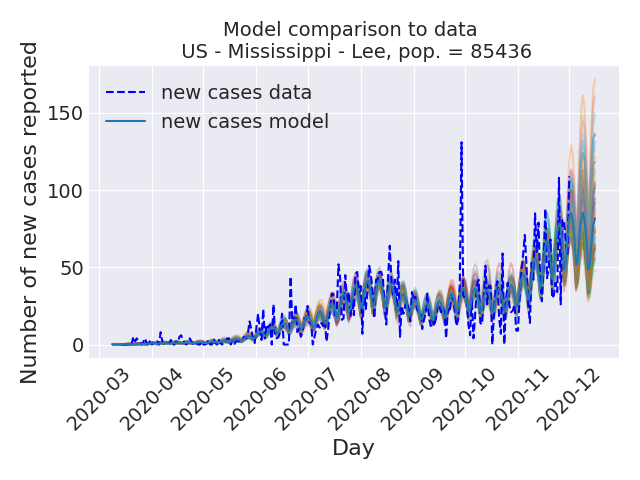 Model comparison to data
US - Mississippi - Lee, pop. = 85436
Number of new cases reported
150
100
50
0
new cases data
new cases model
2020-03
2020-04
2020-05
2020-06
2020-07
2020-08
2020-09
2020-10
2020-11
2020-12
Day